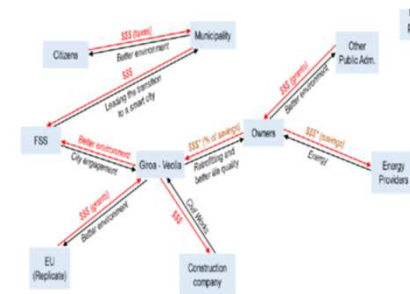 $$$ (taxes)
Municipality
Citizens
Better environment
$$$
Leading the transition
to a smart city
Other
Public Adm.
$$$ (grants)
Better environment
FSS
Better environment
City engagement
Giroa - Veolia
$$$* (% of savings)
Retrofitting and
better life quality
Owners
$$$* (savings)
Energy
Energy
Providers
$$$ (grants)
Better environment
EU
(Replicate)
$$$
Civil Works
Construction
company